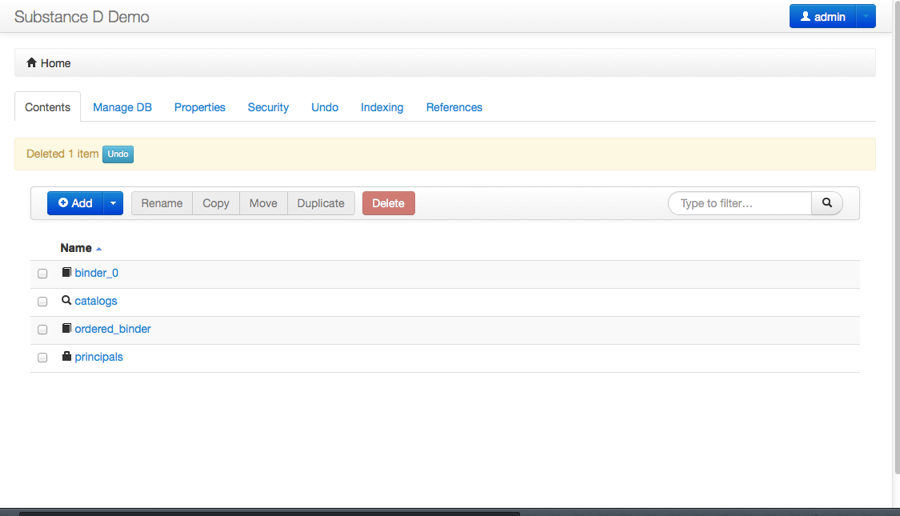 Substance D Demo admin
Home
Contents Manage DB Properties Security Undo Indexing References
Deleted 1 item Undo
Add Rename Copy Move Duplicate Delete Type to filter...
Name
binder_0
catalogs
ordered_binder
principals